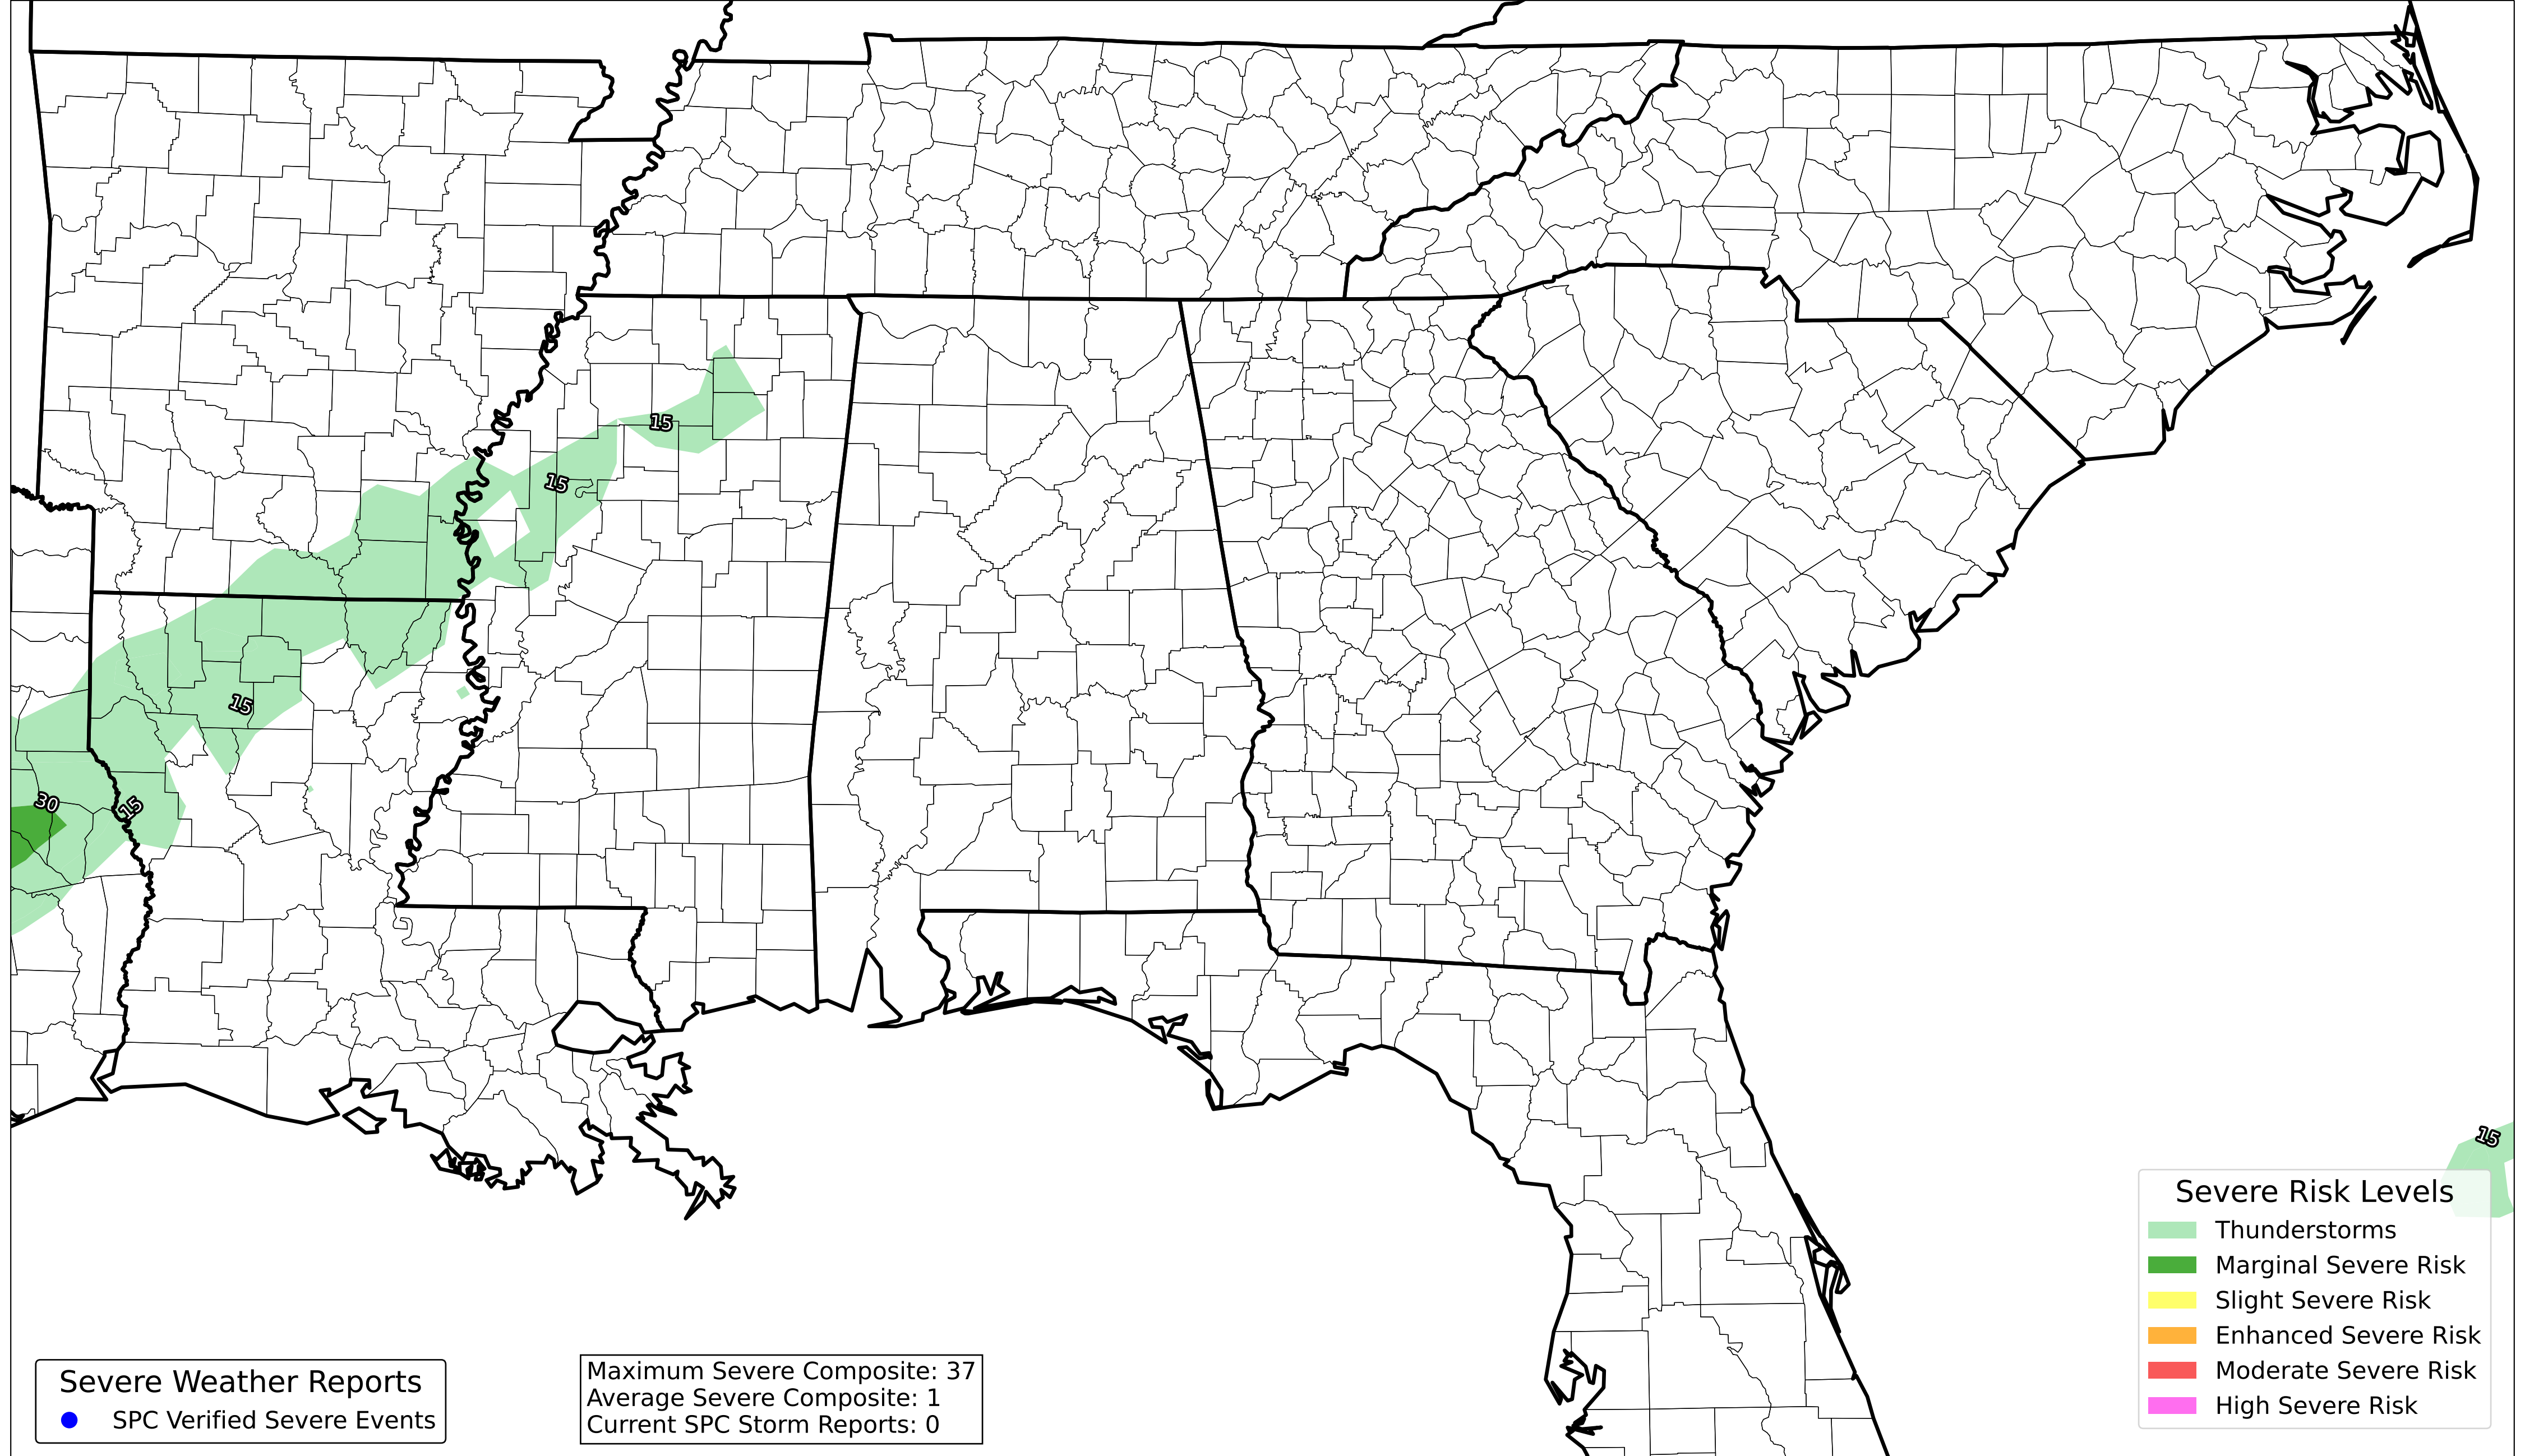 15
15
15
30
15
15
Severe Risk Levels
Thunderstorms
Marginal Severe Risk
Slight Severe Risk
Enhanced Severe Risk
Moderate Severe Risk
High Severe Risk
Severe Weather Reports
SPC Verified Severe Events
Maximum Severe Composite: 37
Average Severe Composite: 1
Current SPC Storm Reports: 0